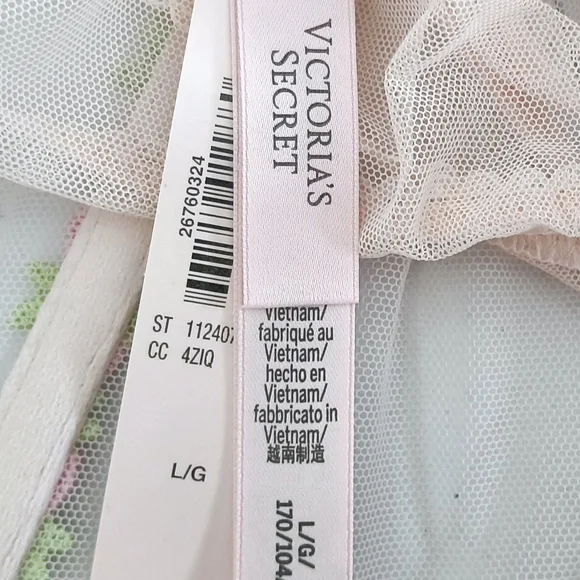 VICTORIA'S
SECRET
26760324
ST 112407
CC 4ZIQ
L/G
Vietnam/
fabriqué au
Vietnam/
hecho en
Vietnam/
fabbricato in
Vietnam/
越南制造
L/G/
170/104